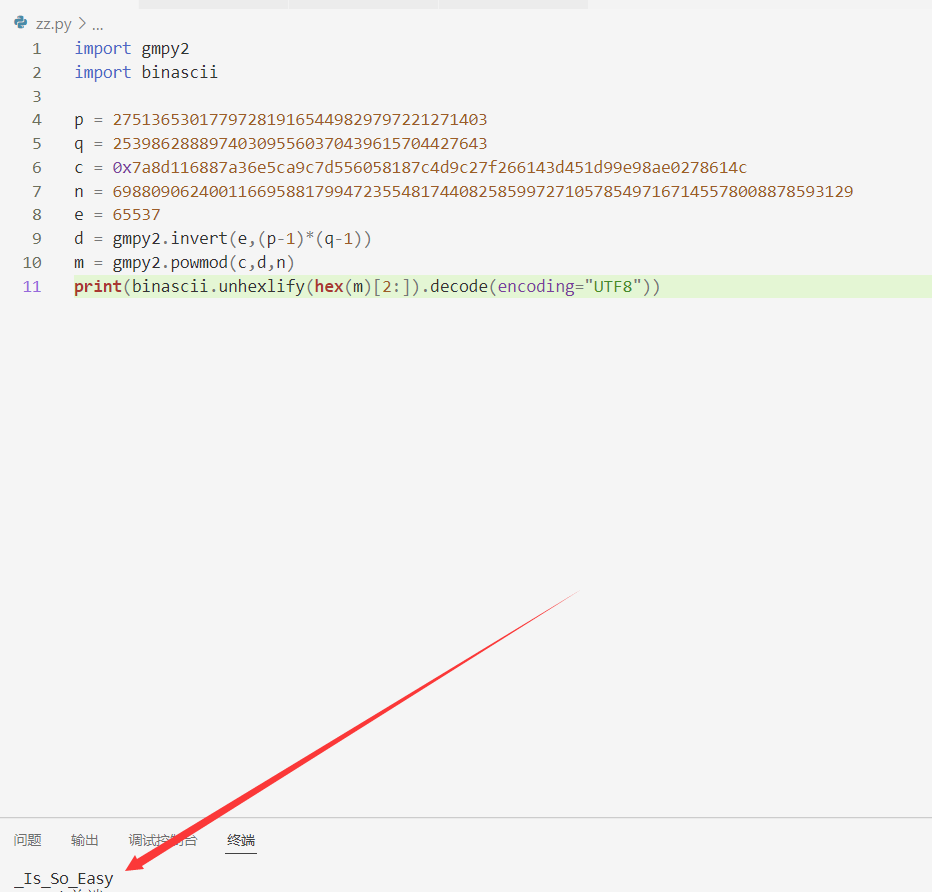 zz.py > ...
1 import gmpy2
2 import binascii
3
4 p = 275136530177972819165449829797221271403
5 q = 253986288897403095560370439615704427643
6 c = 0x7a8d116887a36e5ca9c7d556058187c4d9c27f266143d451d99e98ae0278614c
7 n = 69880906240011669588179947235548174408258599727105785497167145578008878593129
8 e = 65537
9 d = gmpy2.invert(e,(p-1)*(q-1))
10 m = gmpy2.powmod(c,d,n)
11 print(binascii.unhexlify(hex(m)[2:]).decode(encoding="UTF8"))
问题 输出 调试控制台 终端
_Is_So_Easy